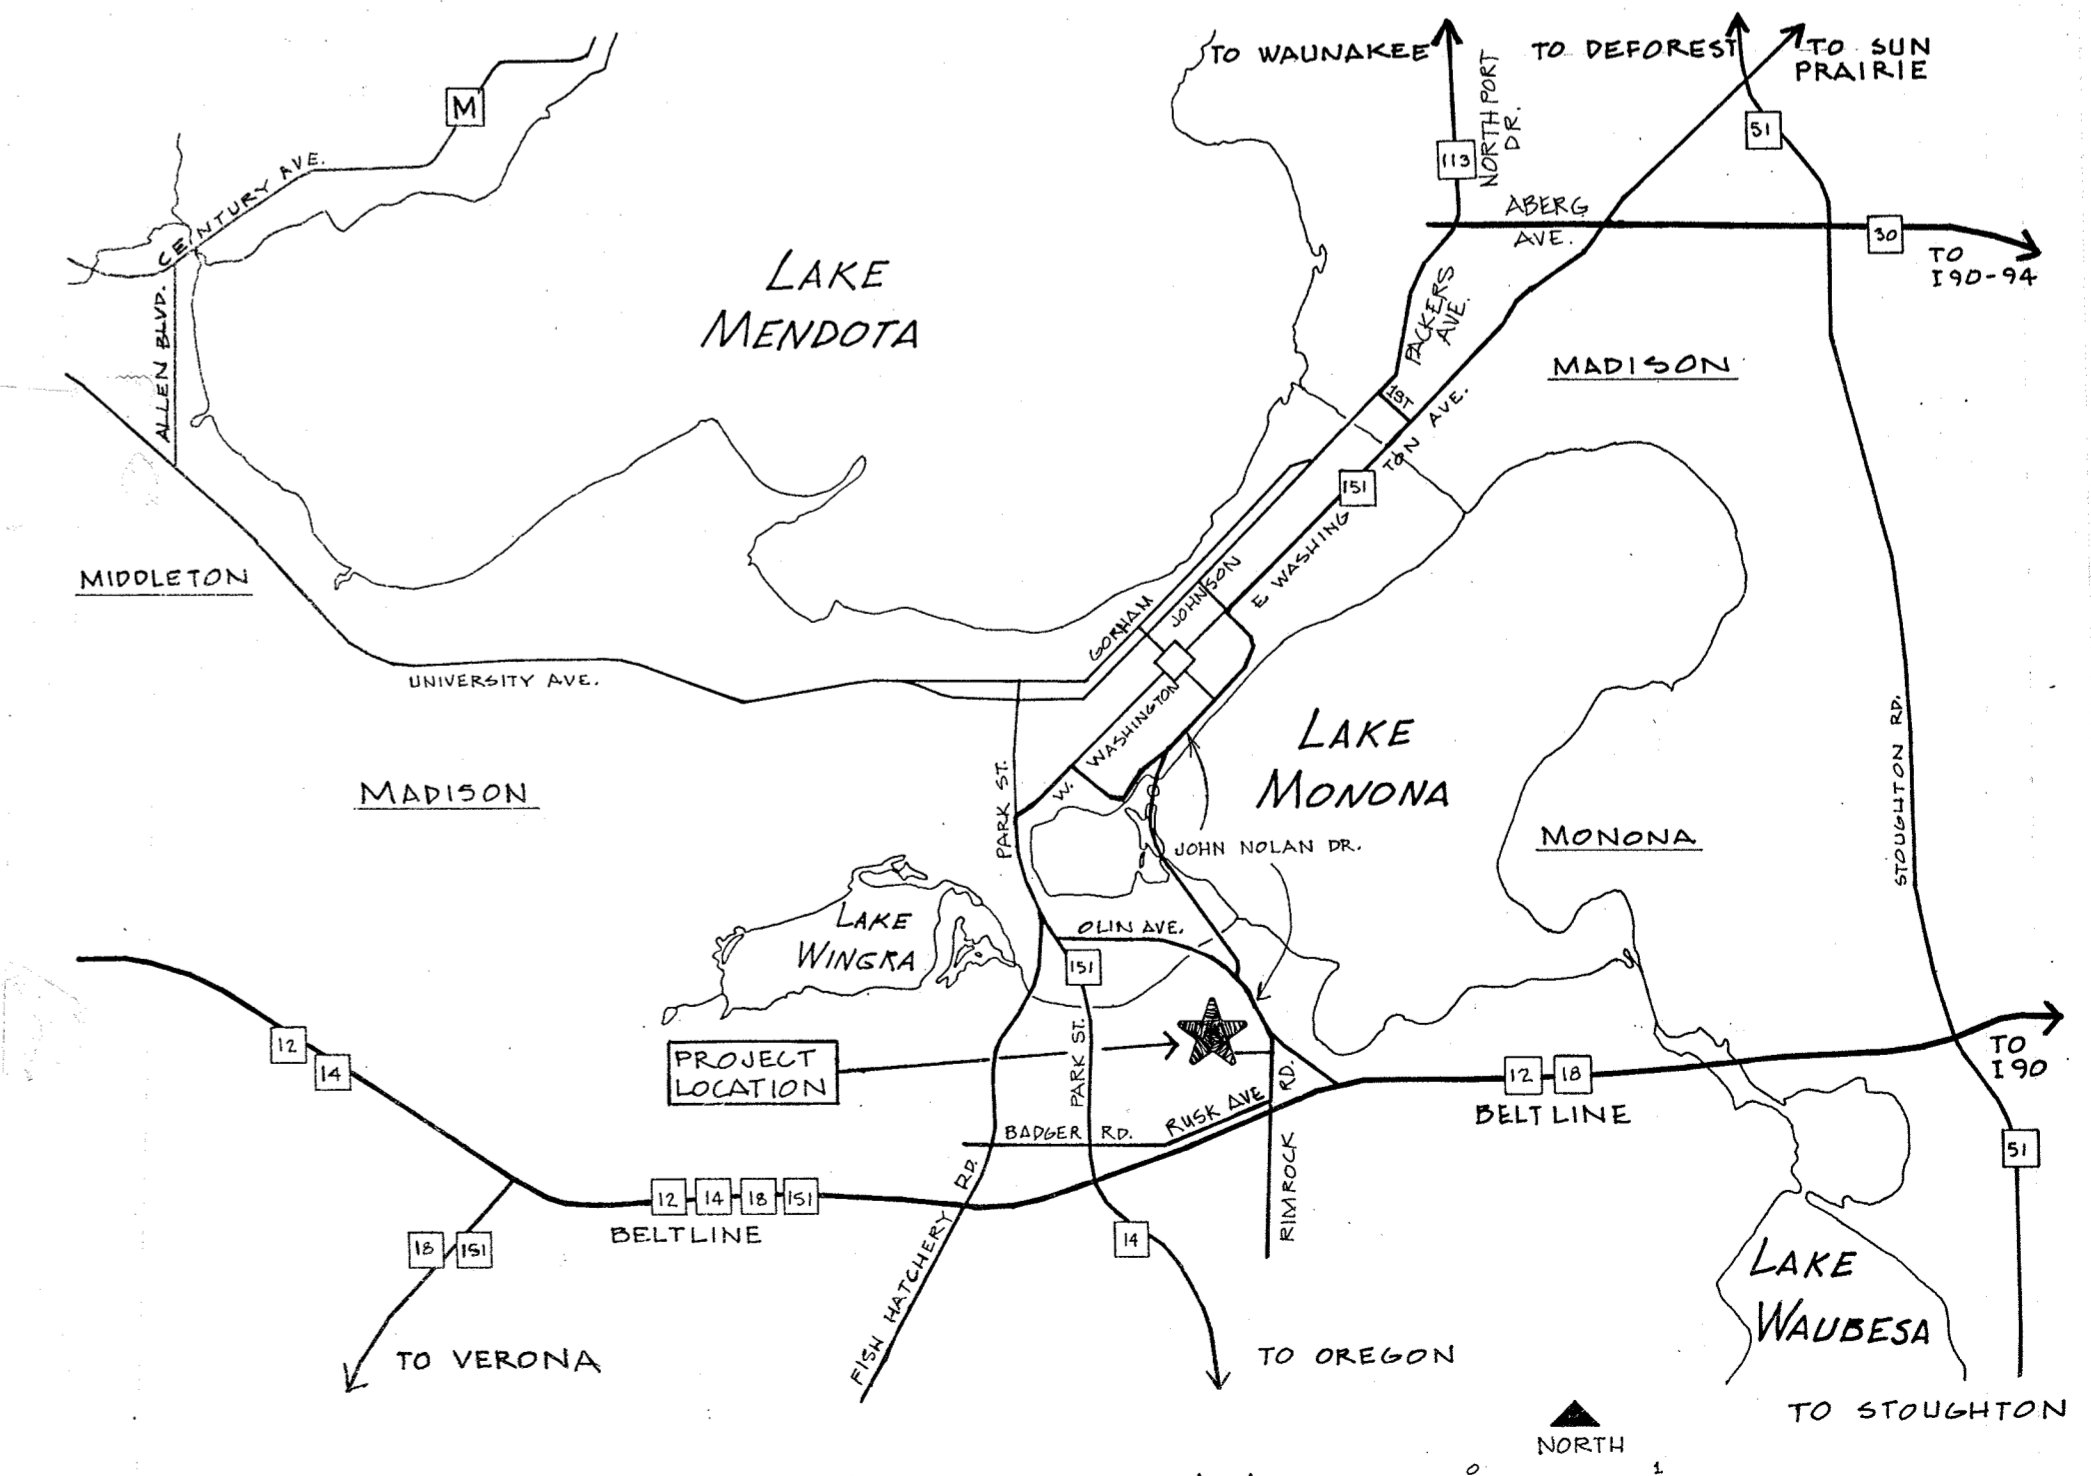 TO WAUNAKEE
TO DEFOREST
TO SUN
PRAIRIE
M
51
NORTHPORT
DR.
113
CENTURY AVE.
ABERG
AVE.
30
TO
I90-94
LAKE
MENDOTA
ALLEN BLVD.
PACKERS
AVE.
MADISON
1ST
E WASHING
TON AVE.
151
MIDDLETON
GORHAM
JOHNSON
UNIVERSITY AVE.
W. WASHINGTON
LAKE
MONONA
STOUGHTON RD.
MADISON
PARK ST.
JOHN NOLAN DR.
MONONA
LAKE
WINGRA
OLIN AVE.
151
12
14
PROJECT
LOCATION
PARK ST.
RIMROCK RD.
TO
I90
12
18
BELTLINE
RUSK AVE
BADGER RD.
51
12
14
18
151
BELTLINE
FISH HATCHERY RD.
14
18
151
LAKE
WAUBESA
TO VERONA
TO OREGON
TO STOUGHTON
NORTH
0
1